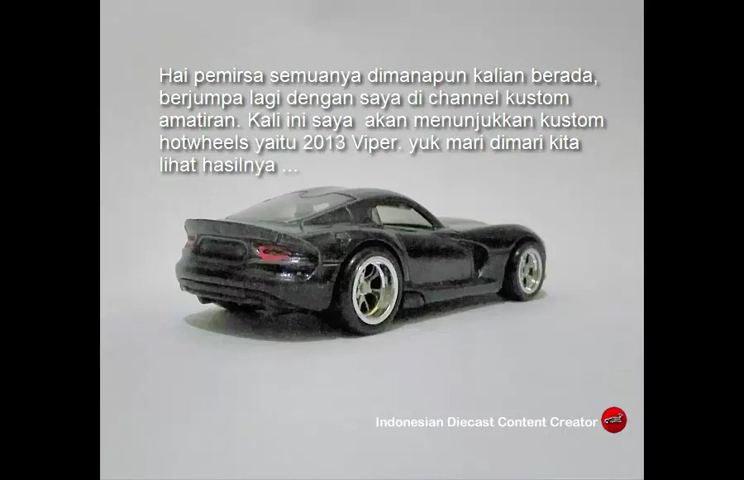 Hai pemirsa semuanya dimanapun kalian berada,
berjumpa lagi dengan saya di channel kustom
amatiran. Kali ini saya  akan menunjukkan kustom
hotwheels yaitu 2013 Viper. yuk mari dimari kita
lihat hasilnya ...
Indonesian Diecast Content Creator